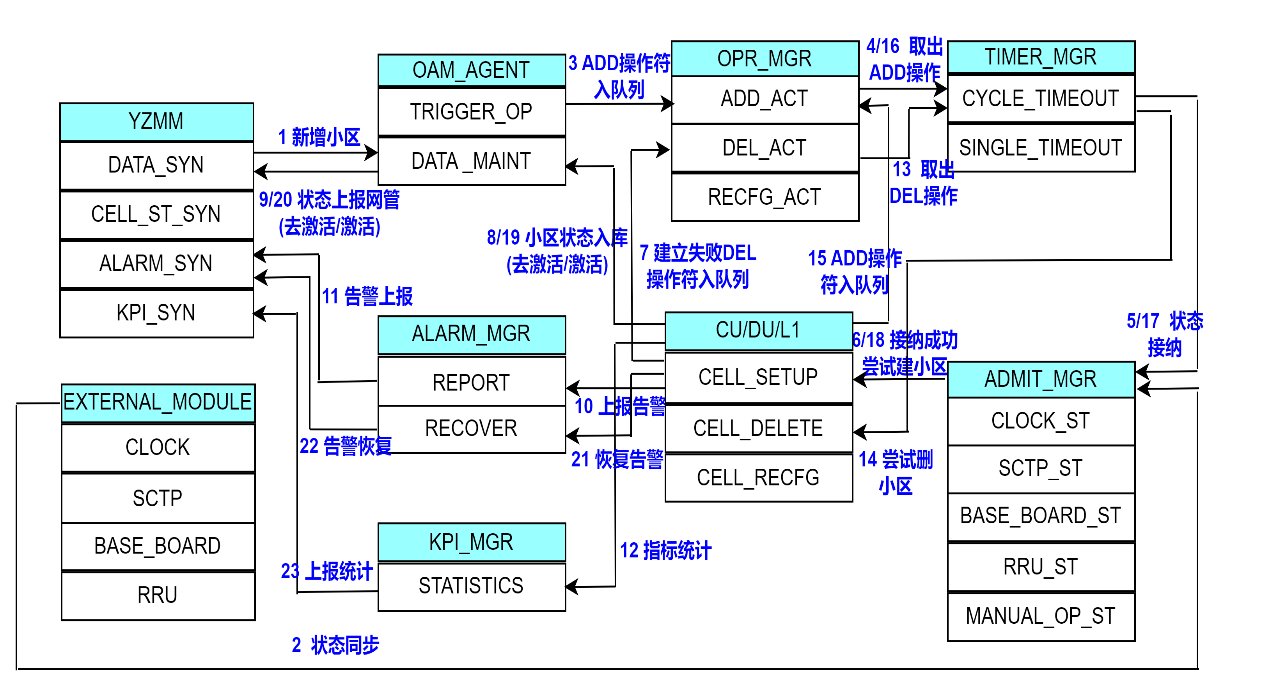 YZMM
DATA_SYN
CELL_ST_SYN
ALARM_SYN
KPI_SYN
EXTERNAL_MODULE
CLOCK
SCTP
BASE_BOARD
RRU
1 新增小区
9/20 状态上报网管
(去激活/激活)
11 告警上报
22 告警恢复
23 上报统计
2 状态同步
OAM_AGENT
TRIGGER_OP
DATA _MAINT
ALARM_MGR
REPORT
RECOVER
KPI_MGR
STATISTICS
3 ADD操作符
入队列
8/19 小区状态入库
(去激活/激活)
7 建立失败DEL
操作符入队列
10 上报告警
21 恢复告警
12 指标统计
OPR_MGR
ADD_ACT
DEL_ACT
RECFG_ACT
CU/DU/L1
CELL_SETUP
CELL_DELETE
CELL_RECFG
4/16 取出
ADD操作
13 取出
DEL操作
15 ADD操作
符入队列
6/18 接纳成功
尝试建小区
14 尝试删
小区
TIMER_MGR
CYCLE_TIMEOUT
SINGLE_TIMEOUT
5/17 状态
接纳
ADMIT_MGR
CLOCK_ST
SCTP_ST
BASE_BOARD_ST
RRU_ST
MANUAL_OP_ST